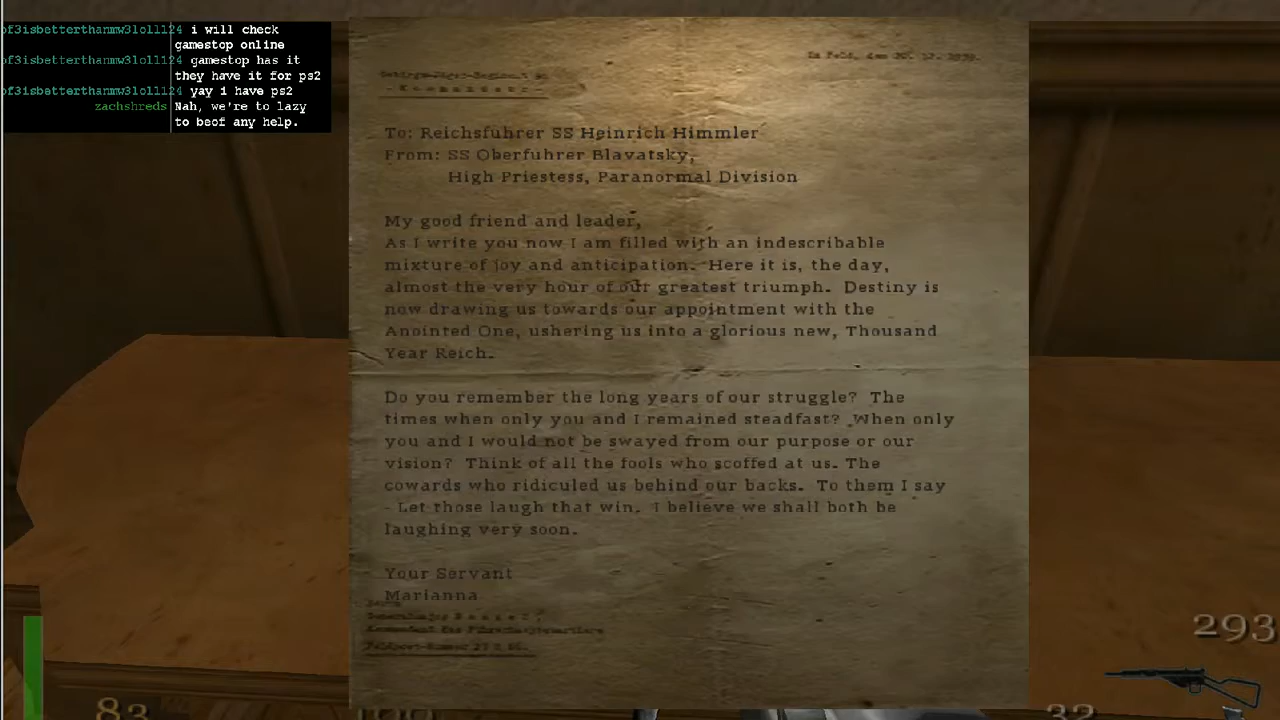 of3isbetterthanmw3lolll24 i will check
gamestop online
of3isbetterthanmw3lolll24 gamestop has it
they have it for ps2
of3isbetterthanmw3lolll24 yay i have ps2
zachshreds Nah, we're to lazy
to beof any help.
To: Reichsfuhrer SS Heinrich Himmler
From: SS Oberfuhrer Blavatsky,
High Priestess, Paranormal Division
My good friend and leader,
As I write you now I am filled with an indescribable
mixture of joy and anticipation. Here it is, the day,
almost the very hour of our greatest triumph. Destiny is
now drawing us towards our appointment with the
Anointed One, ushering us into a glorious new, Thousand
Year Reich.
Do you remember the long years of our struggle? The
times when only you and I remained steadfast? When only
you and I would not be swayed from our purpose or our
vision? Think of all the fools who scoffed at us. The
cowards who ridiculed us behind our backs. To them I say
- Let those laugh that win. I believe we shall both be
laughing very soon.
Your Servant
Marianna
293
83
100
32